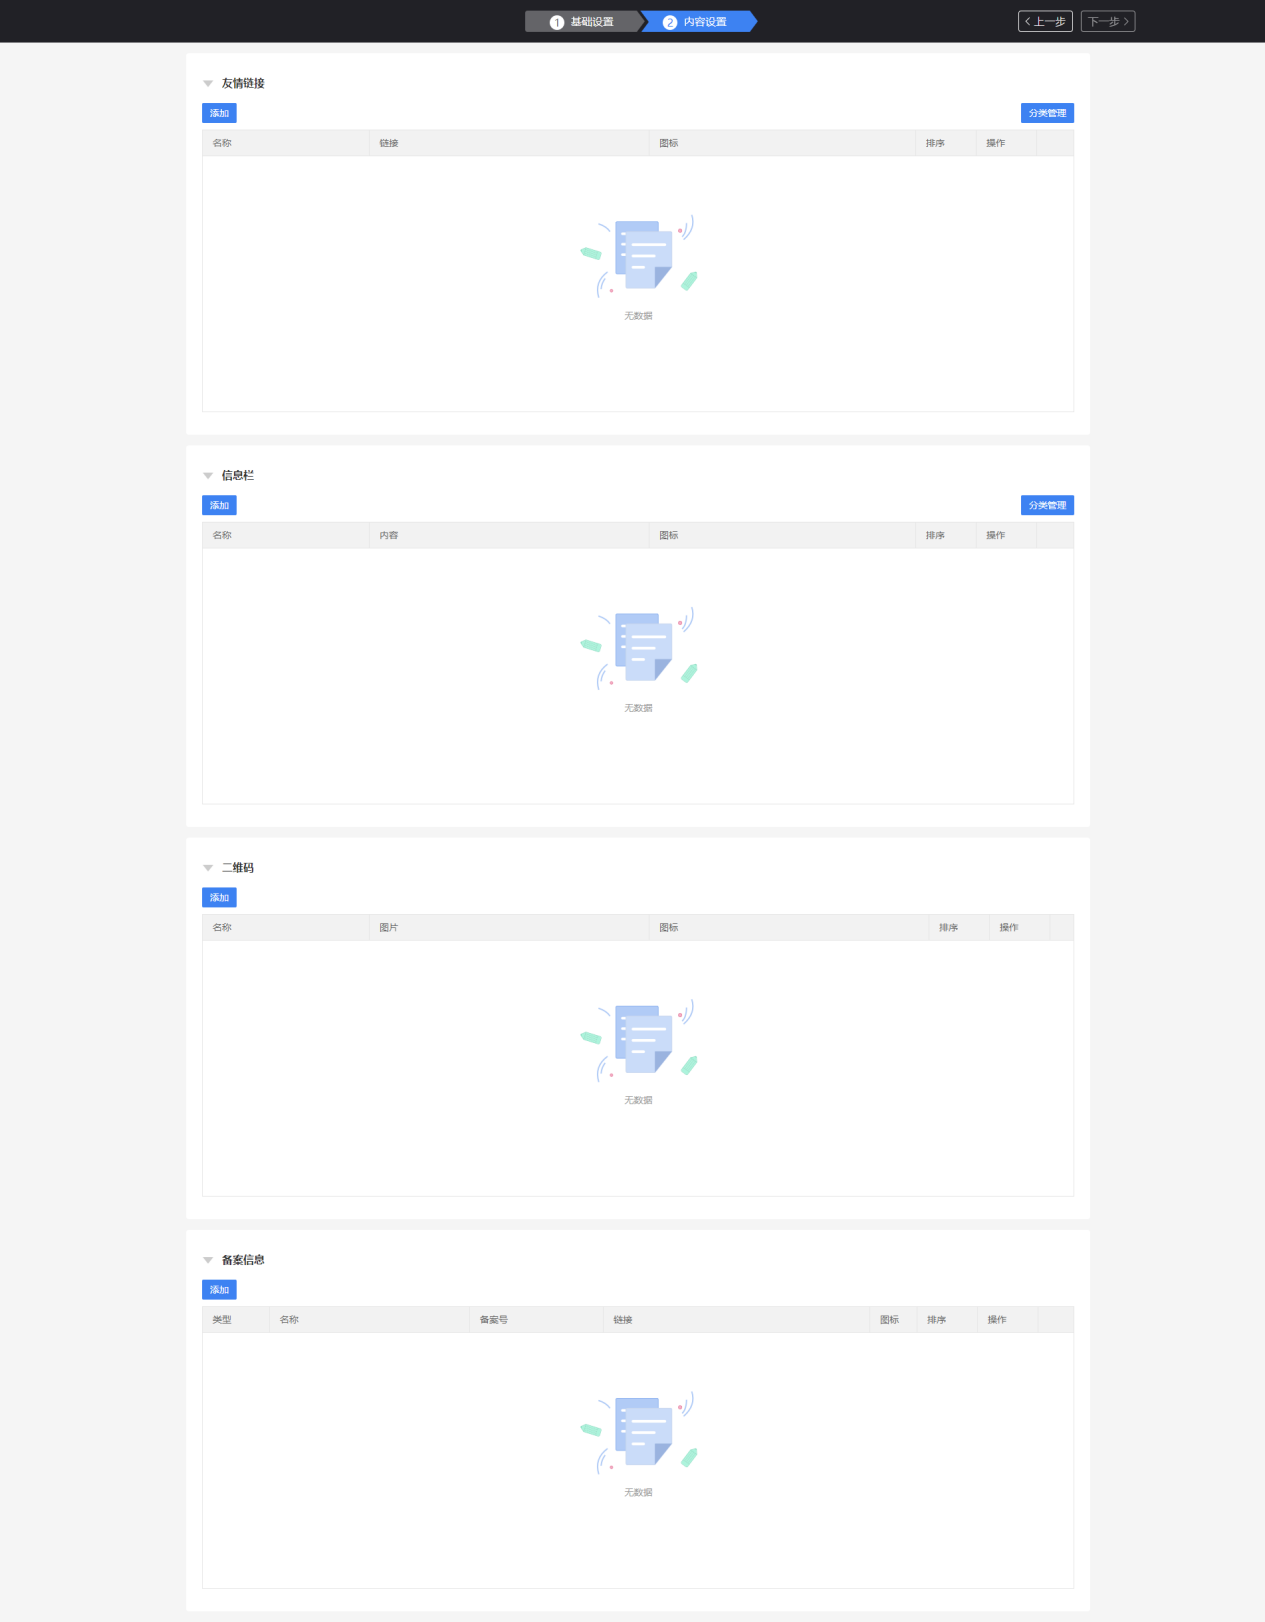 1 基础设置 2 内容设置 上一步 下一步
友情链接
添加 分类管理
名称 链接 图标 排序 操作
无数据
信息栏
添加 分类管理
名称 内容 图标 排序 操作
无数据
二维码
添加
名称 图片 图标 排序 操作
无数据
备案信息
添加
类型 名称 备案号 链接 图标 排序 操作
无数据